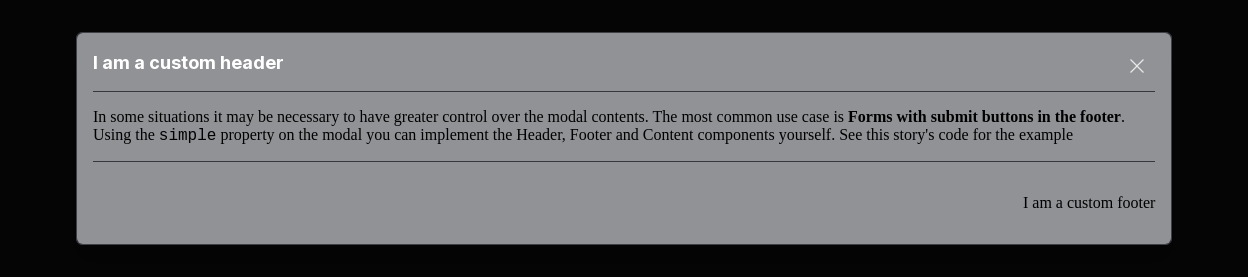 I am a custom header
In some situations it may be necessary to have greater control over the modal contents. The most common use case is Forms with submit buttons in the footer.
Using the simple property on the modal you can implement the Header, Footer and Content components yourself. See this story's code for the example
I am a custom footer